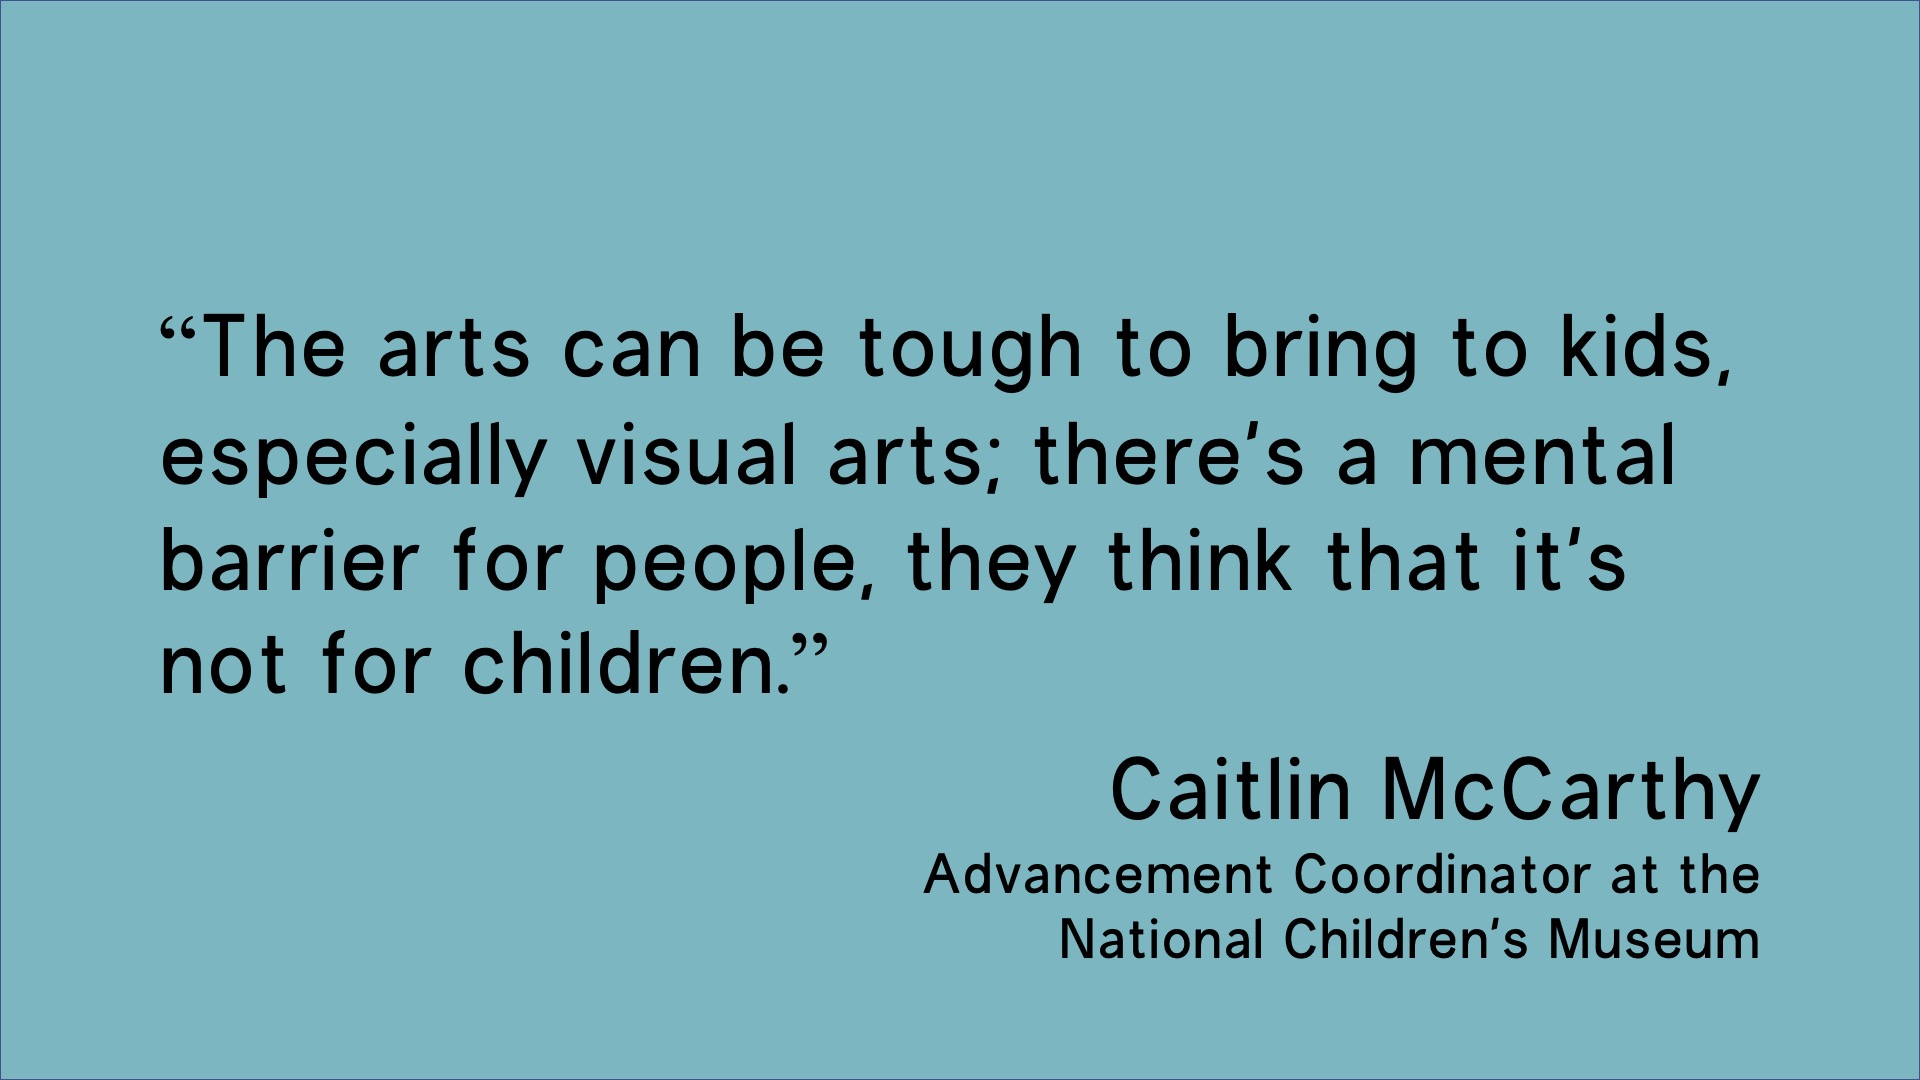 “The arts can be tough to bring to kids,
especially visual arts; there’s a mental
barrier for people, they think that it’s
not for children.”
Caitlin McCarthy
Advancement Coordinator at the
National Children’s Museum